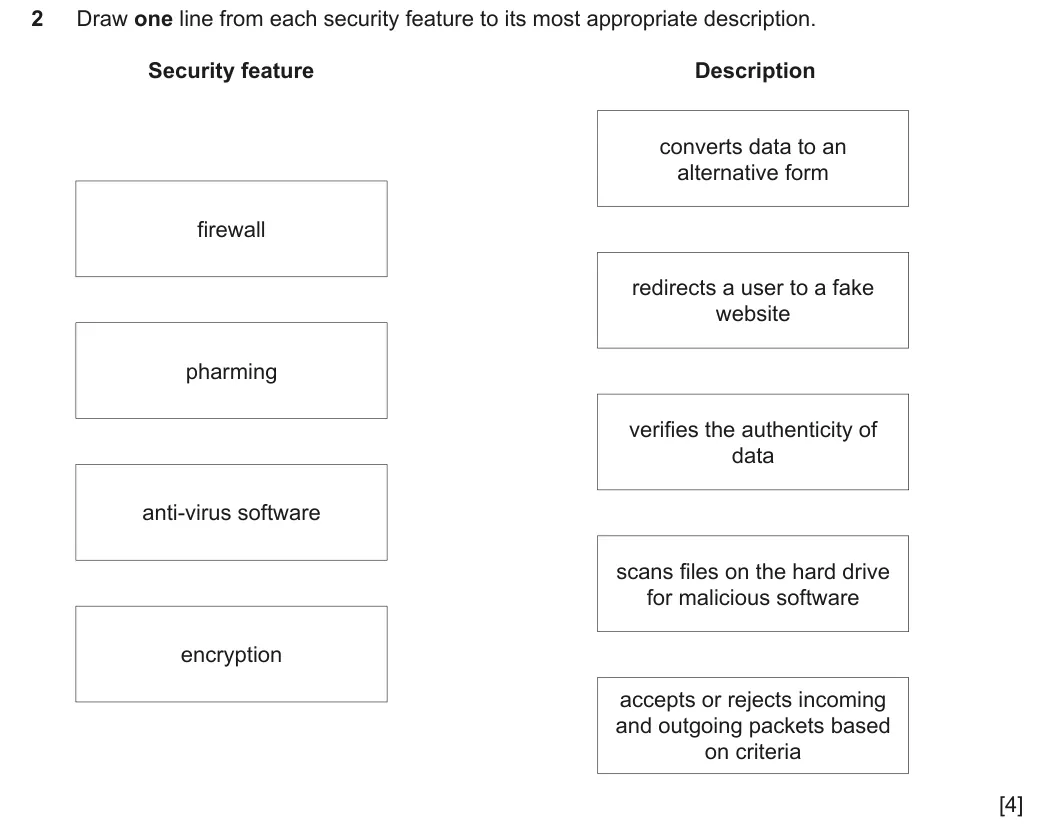 2 Draw one line from each security feature to its most appropriate description.
Security feature
Description
firewall
pharming
anti-virus software
encryption
converts data to an
alternative form
redirects a user to a fake
website
verifies the authenticity of
data
scans files on the hard drive
for malicious software
accepts or rejects incoming
and outgoing packets based
on criteria
[4]